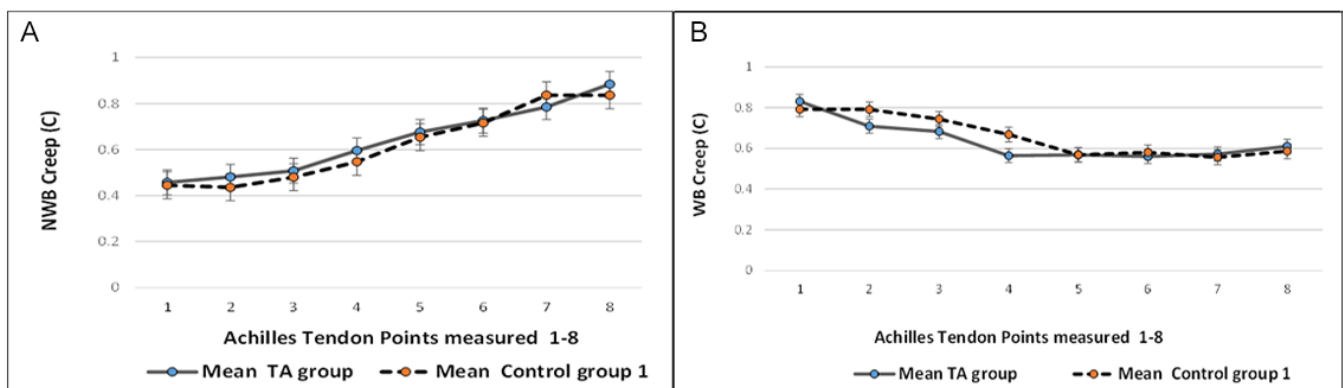 A
NWB Creep (C)
1
0.8
0.6
0.4
0.2
0
1 2 3 4 5 6 7 8
Achilles Tendon Points measured 1-8
Mean TA group Mean Control group 1
B
WB Creep (C)
1
0.8
0.6
0.4
0.2
0
1 2 3 4 5 6 7 8
Achilles Tendon Points measured 1-8
Mean TA group Mean Control group 1